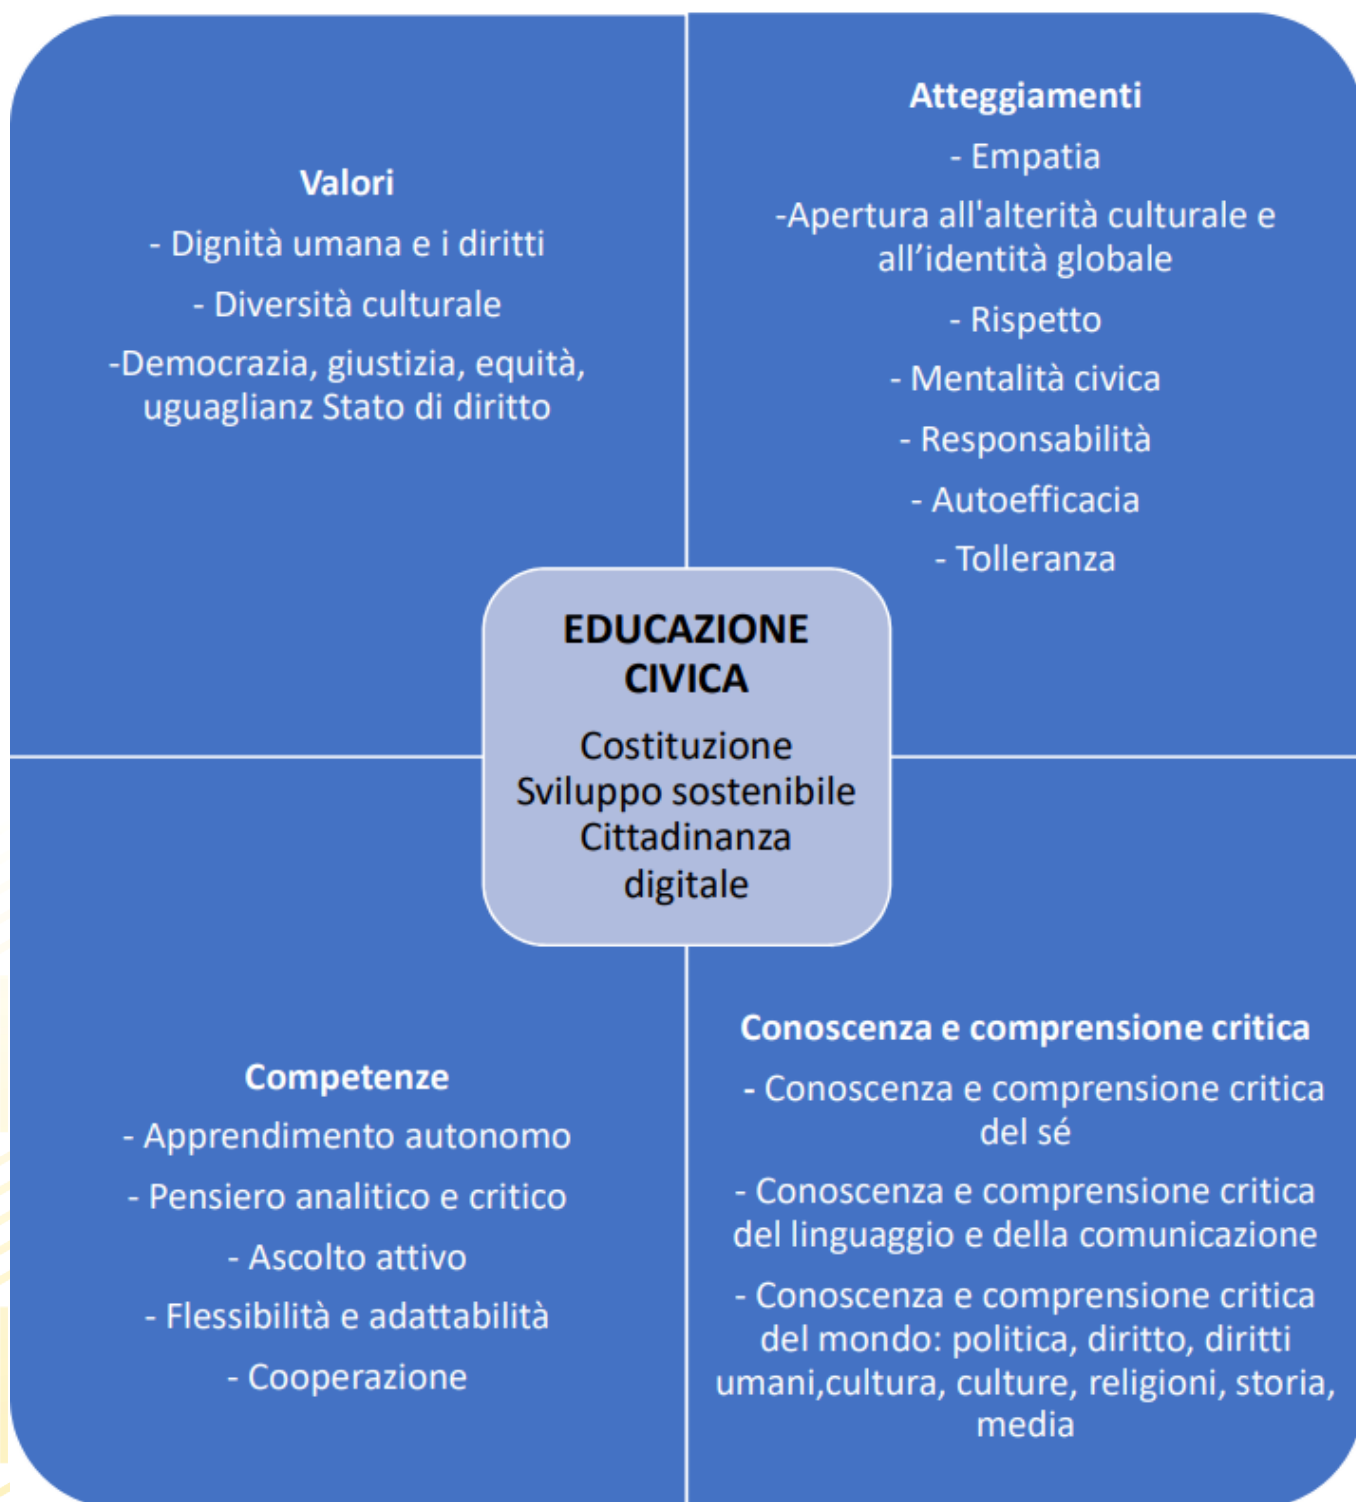 Valori
- Dignità umana e i diritti
- Diversità culturale
-Democrazia, giustizia, equità,
uguaglianz Stato di diritto
Atteggiamenti
- Empatia
-Apertura all'alterità culturale e
all’identità globale
- Rispetto
- Mentalità civica
- Responsabilità
- Autoefficacia
- Tolleranza
EDUCAZIONE
CIVICA
Costituzione
Sviluppo sostenibile
Cittadinanza
digitale
Competenze
- Apprendimento autonomo
- Pensiero analitico e critico
- Ascolto attivo
- Flessibilità e adattabilità
- Cooperazione
Conoscenza e comprensione critica
- Conoscenza e comprensione critica
del sé
- Conoscenza e comprensione critica
del linguaggio e della comunicazione
- Conoscenza e comprensione critica
del mondo: politica, diritto, diritti
umani,cultura, culture, religioni, storia,
media